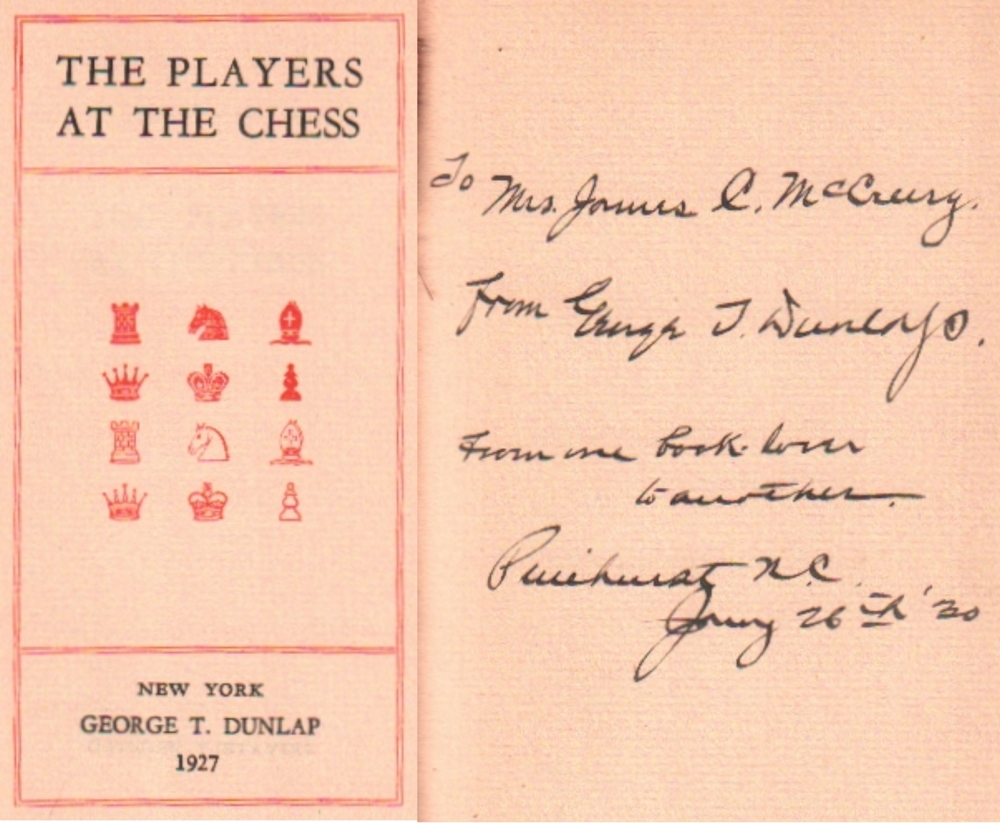 THE PLAYERS
AT THE CHESS
NEW YORK
GEORGE T. DUNLAP
1927
To Mrs. James C. McCreery.
From George T. Dunlap.
From one book-lover
to another.
Pinehurst N.C.
Jany 26th '30